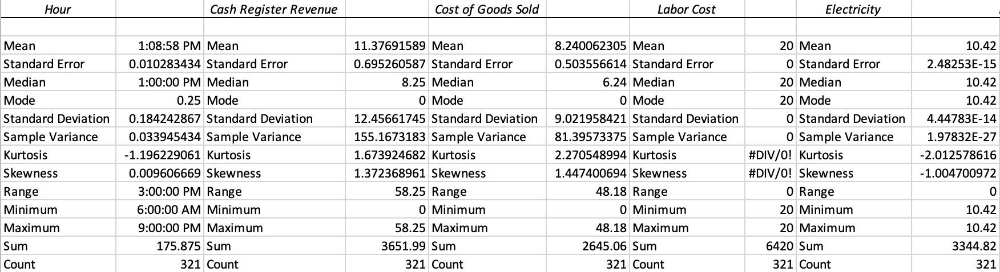 Hour Cash Register Revenue Cost of Goods Sold Labor Cost Electricity
Mean 1:08:58 PM Mean 11.37691589 Mean 8.240062305 Mean 20 Mean 10.42
Standard Error 0.010283434 Standard Error 0.695260587 Standard Error 0.503556614 Standard Error 0 Standard Error 2.48253E-15
Median 1:00:00 PM Median 8.25 Median 6.24 Median 20 Median 10.42
Mode 0.25 Mode 0 Mode 0 Mode 20 Mode 10.42
Standard Deviation 0.184242867 Standard Deviation 12.45661745 Standard Deviation 9.021958421 Standard Deviation 0 Standard Deviation 4.44783E-14
Sample Variance 0.033945434 Sample Variance 155.1673183 Sample Variance 81.39573375 Sample Variance 0 Sample Variance 1.97832E-27
Kurtosis -1.196229061 Kurtosis 1.673924682 Kurtosis 2.270548994 Kurtosis #DIV/0! Kurtosis -2.012578616
Skewness 0.009606669 Skewness 1.372368961 Skewness 1.447400694 Skewness #DIV/0! Skewness -1.004700972
Range 3:00:00 PM Range 58.25 Range 48.18 Range 0 Range 0
Minimum 6:00:00 AM Minimum 0 Minimum 0 Minimum 20 Minimum 10.42
Maximum 9:00:00 PM Maximum 58.25 Maximum 48.18 Maximum 20 Maximum 10.42
Sum 175.875 Sum 3651.99 Sum 2645.06 Sum 6420 Sum 3344.82
Count 321 Count 321 Count 321 Count 321 Count 321